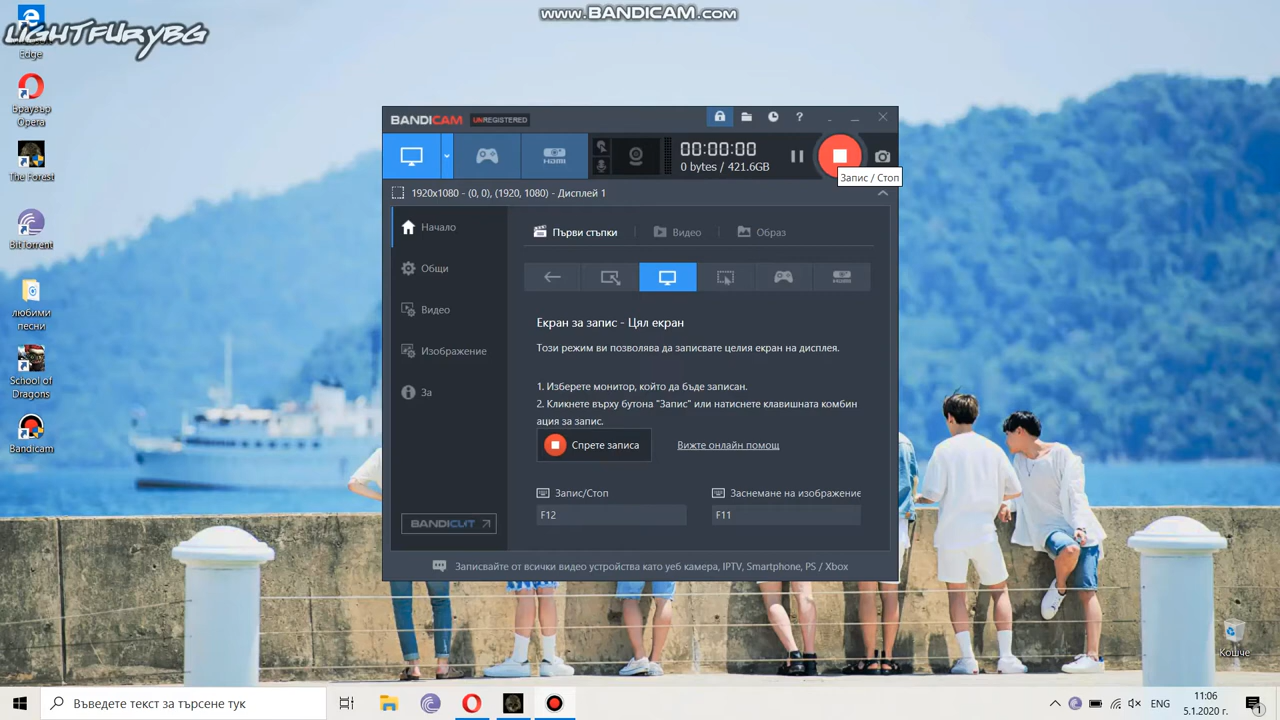 www.BANDICAM.com
LIGHTFURYBG
Edge
Браузър
Opera
The Forest
BitTorrent
любими
песни
School of
Dragons
Bandicam
BANDICAM UNREGISTERED
?
00:00:00
0 bytes / 421.6GB
HDMI
Запис / Стоп
1920x1080 - (0, 0), (1920, 1080) - Дисплей 1
Начало
Общи
Видео
Изображение
За
BANDICUT
Първи стъпки
Видео
Образ
Екран за запис - Цял екран
Този режим ви позволява да записвате целия екран на дисплея.
1. Изберете монитор, който да бъде записан.
2. Кликнете върху бутона "Запис" или натиснете клавишната комбин
ация за запис.
Спрете записа
Вижте онлайн помощ
Запис/Стоп
Заснемане на изображение
F12
F11
Записвайте от всички видео устройства като уеб камера, IPTV, Smartphone, PS / Xbox
Кошче
Въведете текст за търсене тук
ENG
11:06
5.1.2020 г.
1